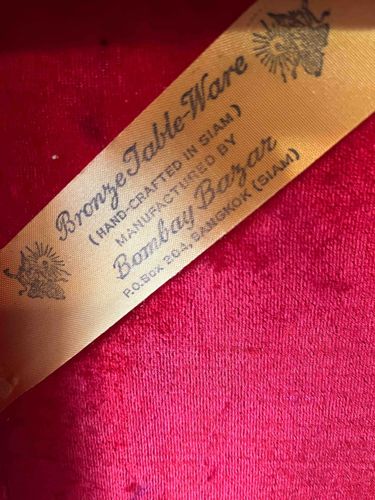 Bronze Table-Ware
(HAND-CRAFTED IN SIAM)
MANUFACTURED BY
Bombay Bazar
P.O.BOX 204, BANGKOK (SIAM)